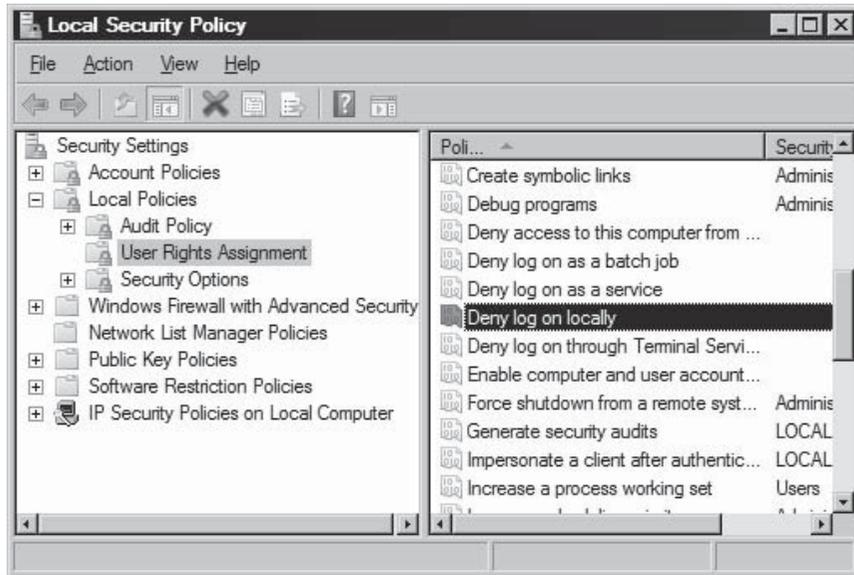 Local Security Policy
File Action View Help
Security Settings
Account Policies
Local Policies
Audit Policy
User Rights Assignment
Security Options
Windows Firewall with Advanced Security
Network List Manager Policies
Public Key Policies
Software Restriction Policies
IP Security Policies on Local Computer
Poli... Security
Create symbolic links Adminis
Debug programs Adminis
Deny access to this computer from ...
Deny log on as a batch job
Deny log on as a service
Deny log on locally
Deny log on through Terminal Servi...
Enable computer and user account...
Force shutdown from a remote syst... Adminis
Generate security audits LOCAL
Impersonate a client after authentic... LOCAL
Increase a process working set Users